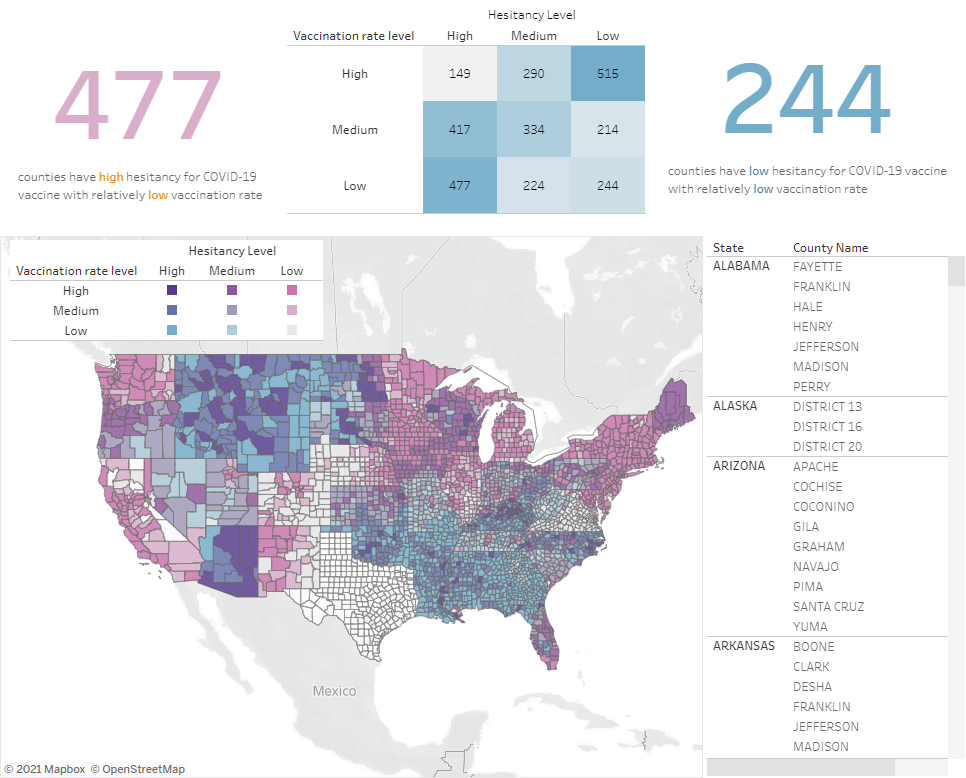 Hesitancy Level
Vaccination rate level High Medium Low
High 149 290 515
Medium 417 334 214
Low 477 224 244
477
counties have high hesitancy for COVID-19
vaccine with relatively low vaccination rate
244
counties have low hesitancy for COVID-19 vaccine
with relatively low vaccination rate
Hesitancy Level
Vaccination rate level High Medium Low
High
Medium
Low
Mexico
© 2021 Mapbox © OpenStreetMap
State County Name
ALABAMA FAYETTE
FRANKLIN
HALE
HENRY
JEFFERSON
MADISON
PERRY
ALASKA DISTRICT 13
DISTRICT 16
DISTRICT 20
ARIZONA APACHE
COCHISE
COCONINO
GILA
GRAHAM
NAVAJO
PIMA
SANTA CRUZ
YUMA
ARKANSAS BOONE
CLARK
DESHA
FRANKLIN
JEFFERSON
MADISON